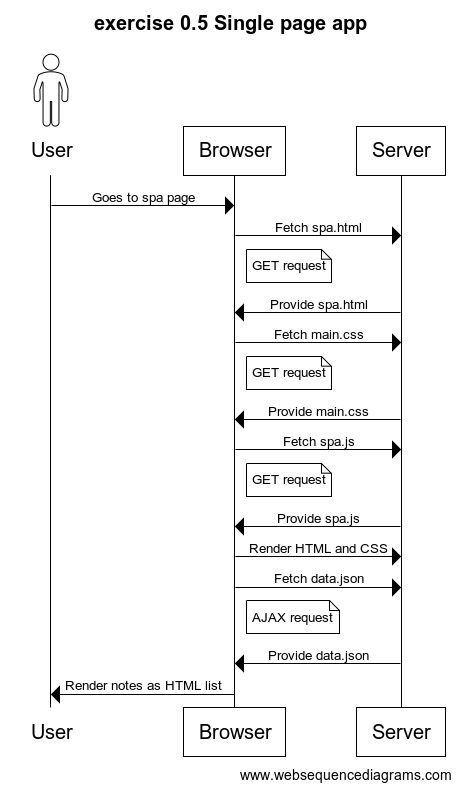 exercise 0.5 Single page app
User
Browser
Server
Goes to spa page
Fetch spa.html
GET request
Provide spa.html
Fetch main.css
GET request
Provide main.css
Fetch spa.js
GET request
Provide spa.js
Render HTML and CSS
Fetch data.json
AJAX request
Provide data.json
Render notes as HTML list
User
Browser
Server
www.websequencediagrams.com